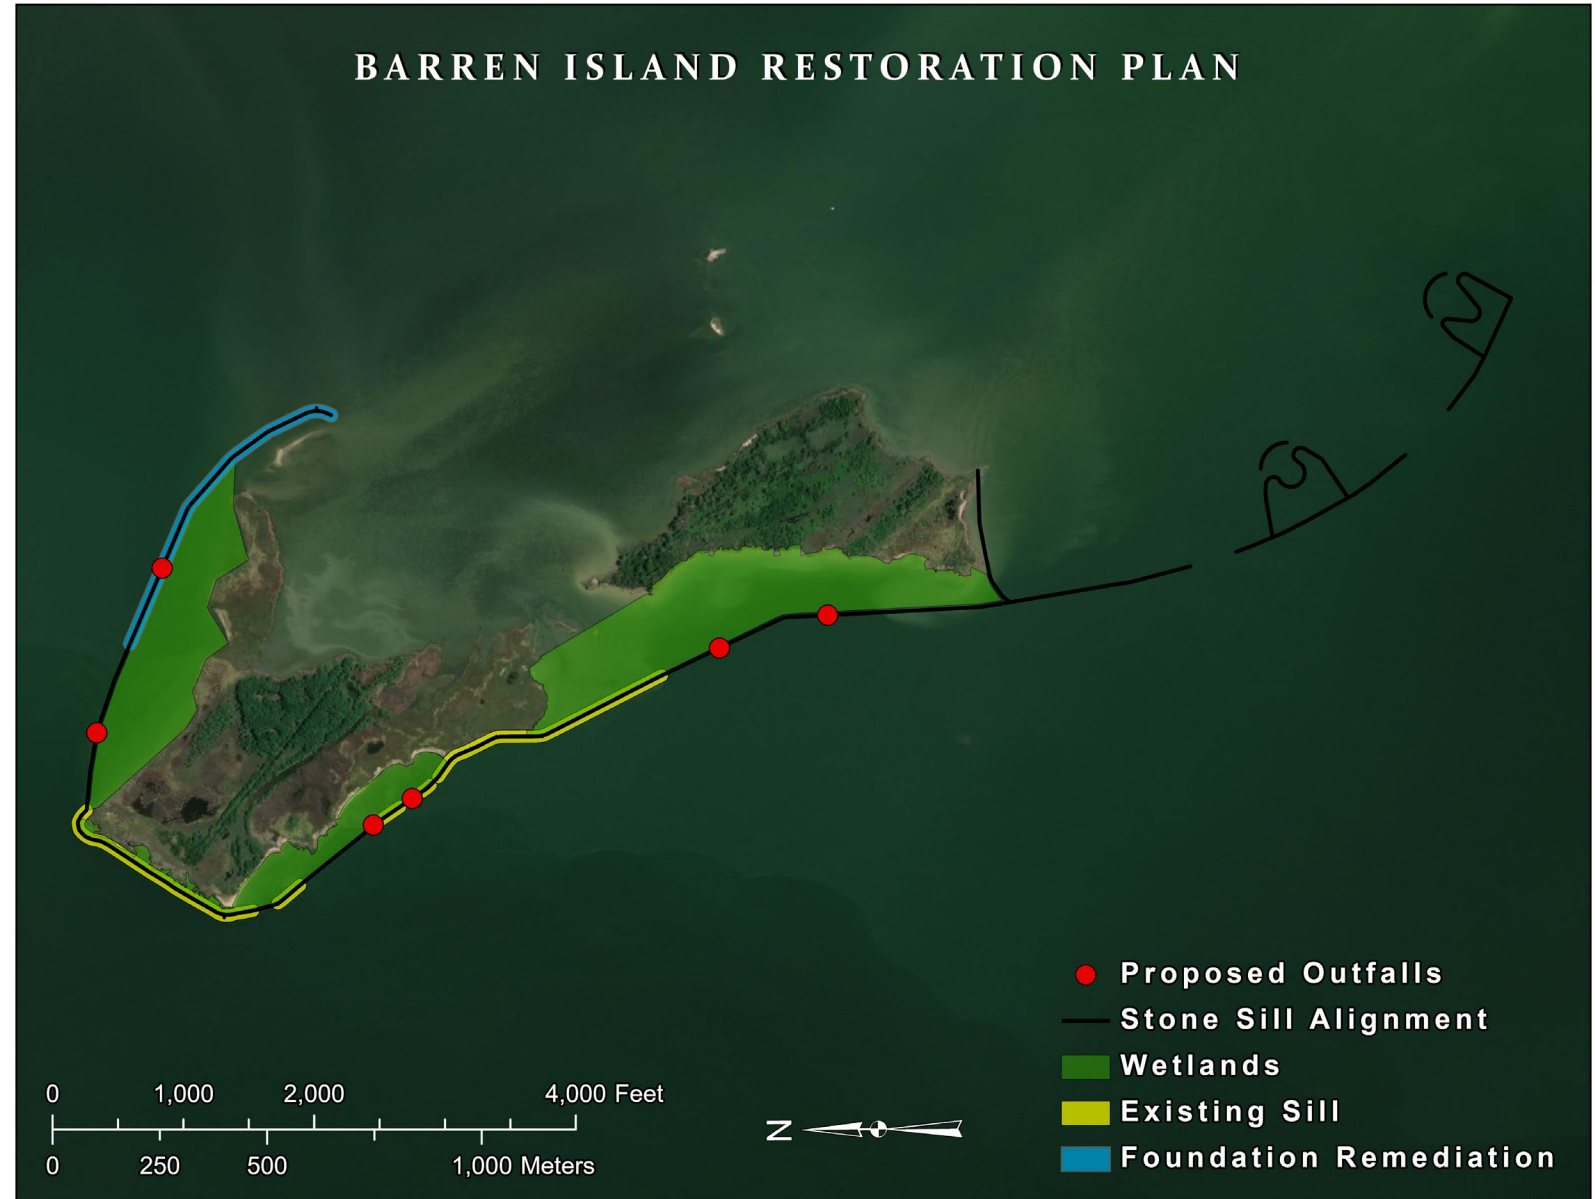 BARREN ISLAND RESTORATION PLAN
Proposed Outfalls
Stone Sill Alignment
Wetlands
Existing Sill
Foundation Remediation
0 1,000 2,000 4,000 Feet
0 250 500 1,000 Meters
N